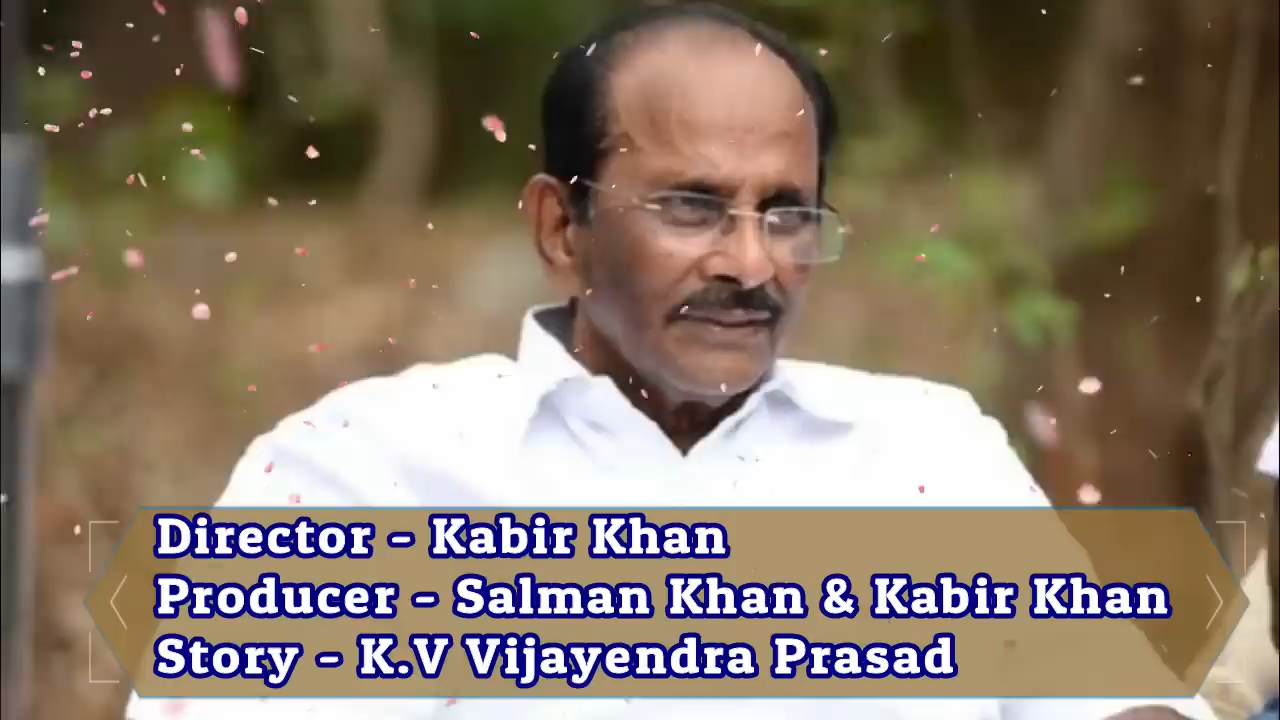 Director - Kabir Khan
Producer - Salman Khan & Kabir Khan
Story - K.V Vijayendra Prasad